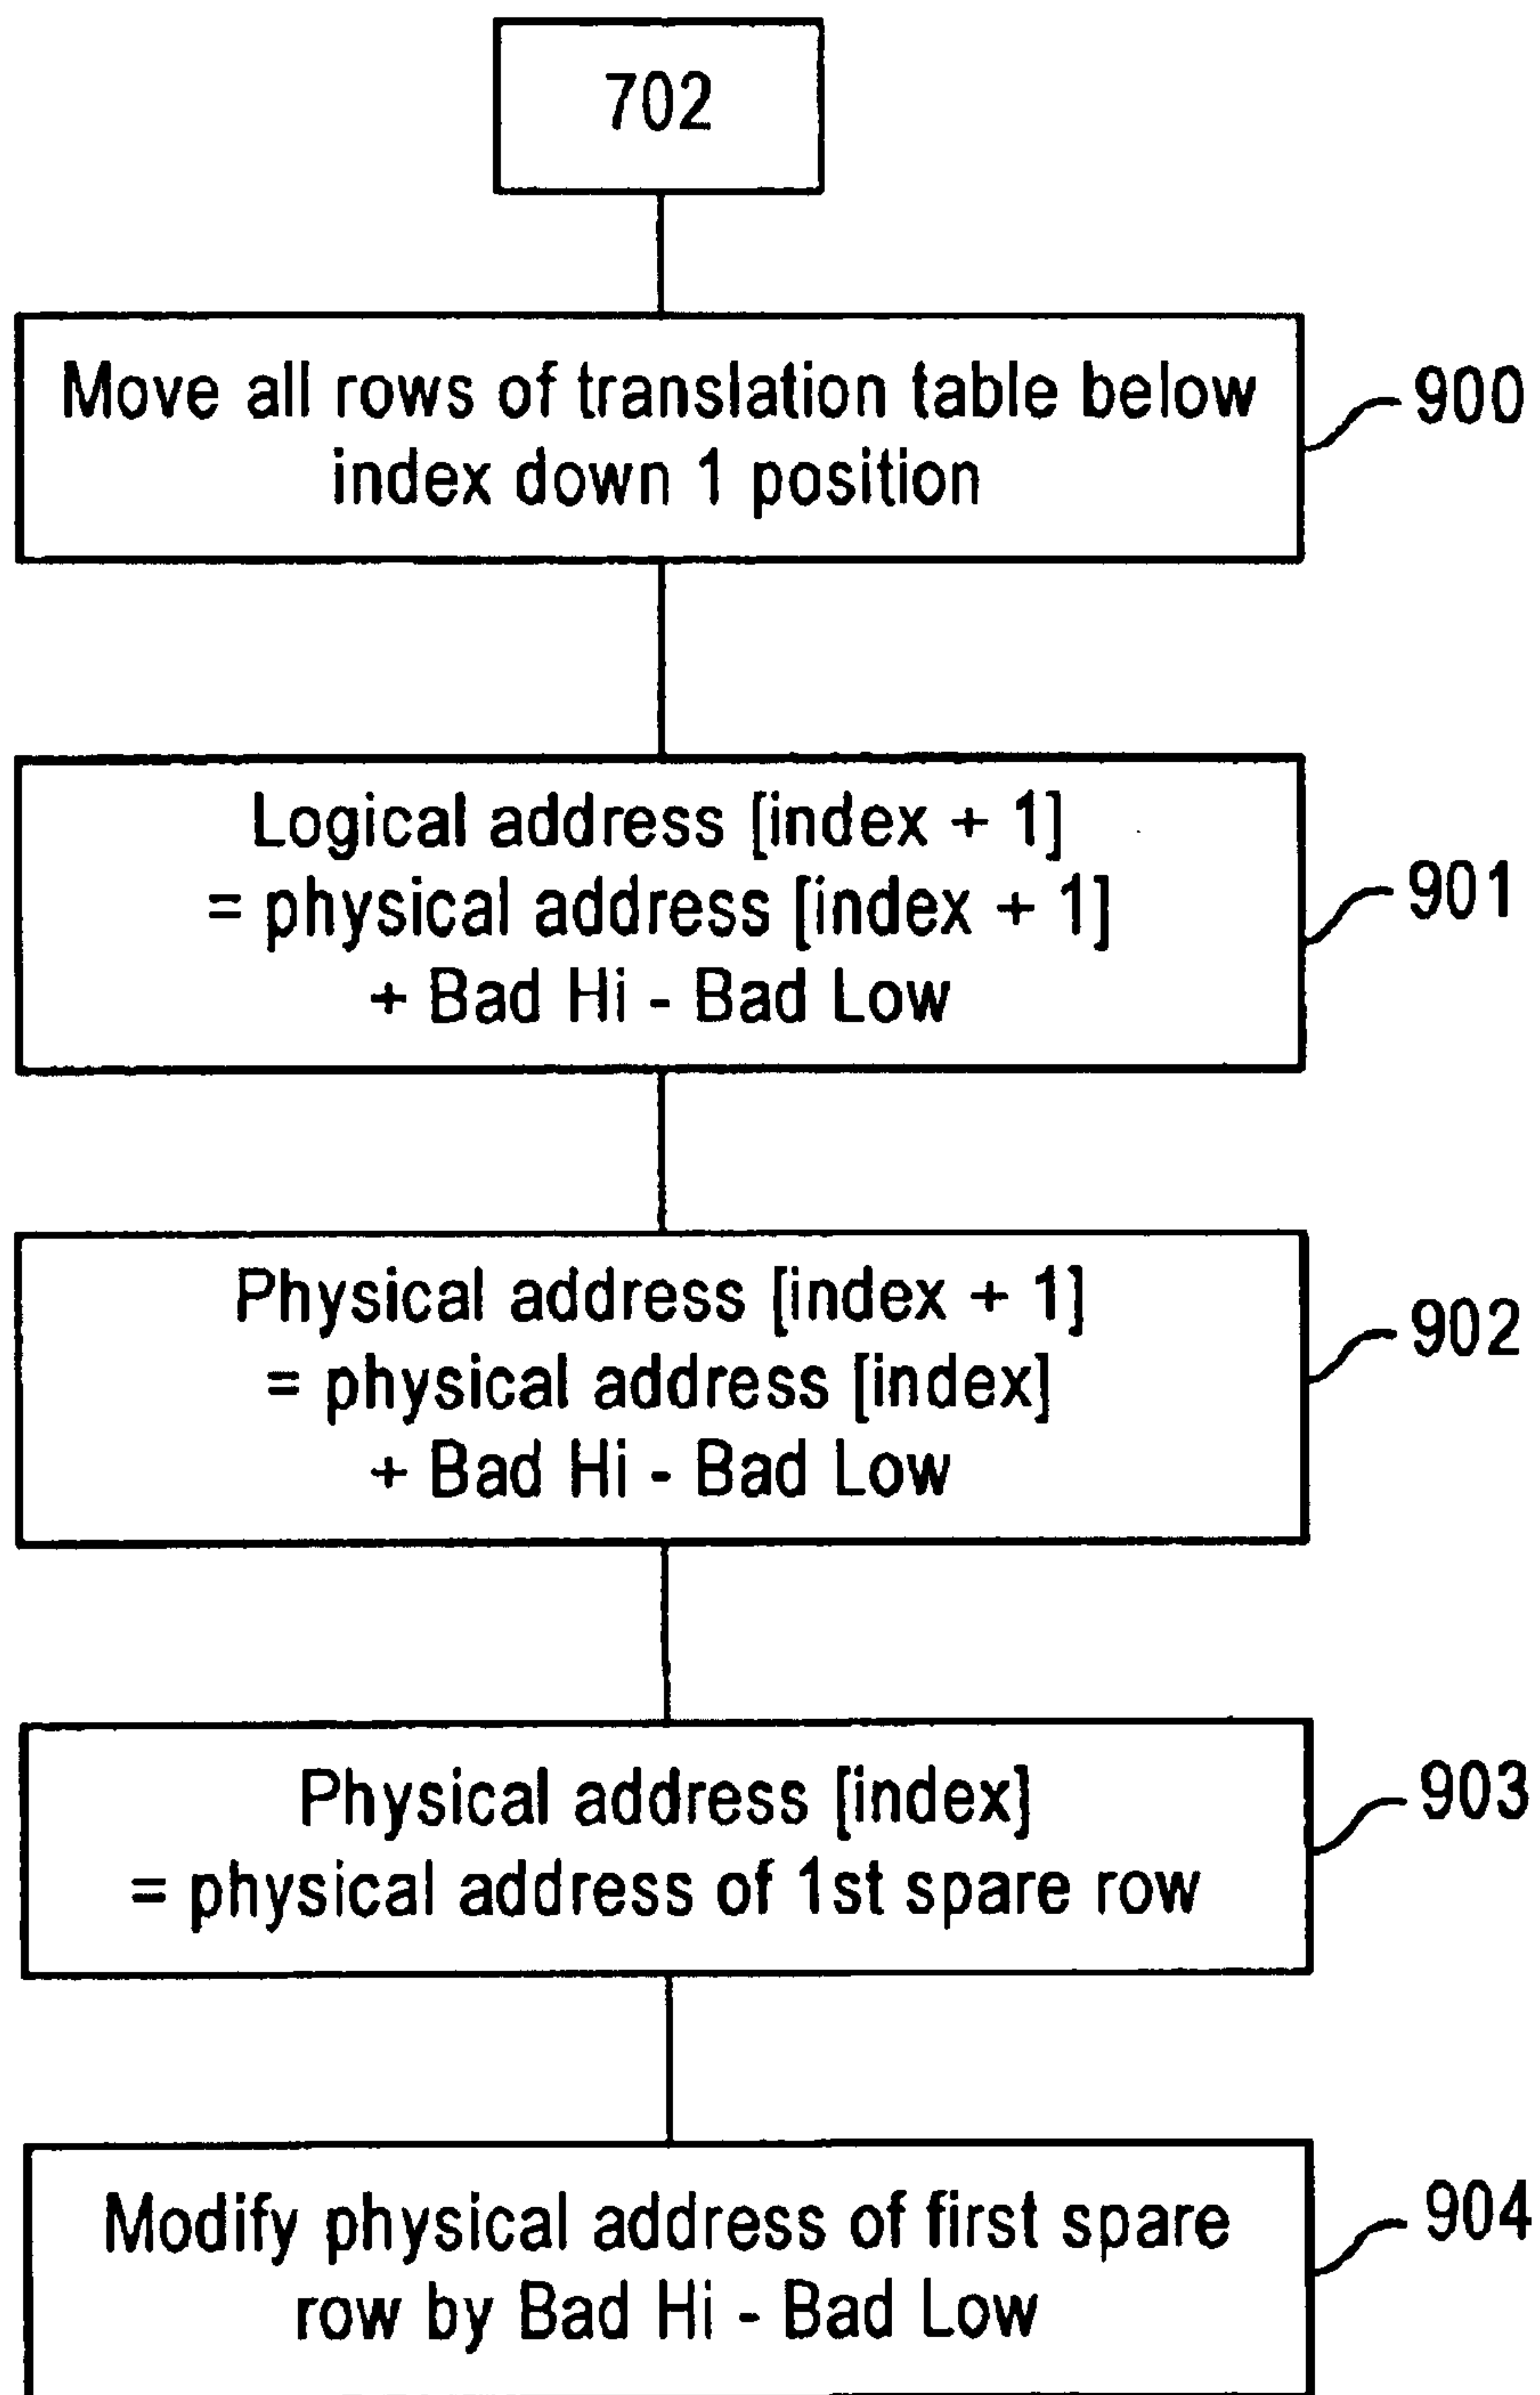 702
Move all rows of translation table below
index down 1 position
900
Logical address [index + 1]
= physical address [index + 1]
+ Bad Hi - Bad Low
901
Physical address [index + 1]
= physical address [index]
+ Bad Hi - Bad Low
902
Physical address [index]
= physical address of 1st spare row
903
Modify physical address of first spare
row by Bad Hi - Bad Low
904